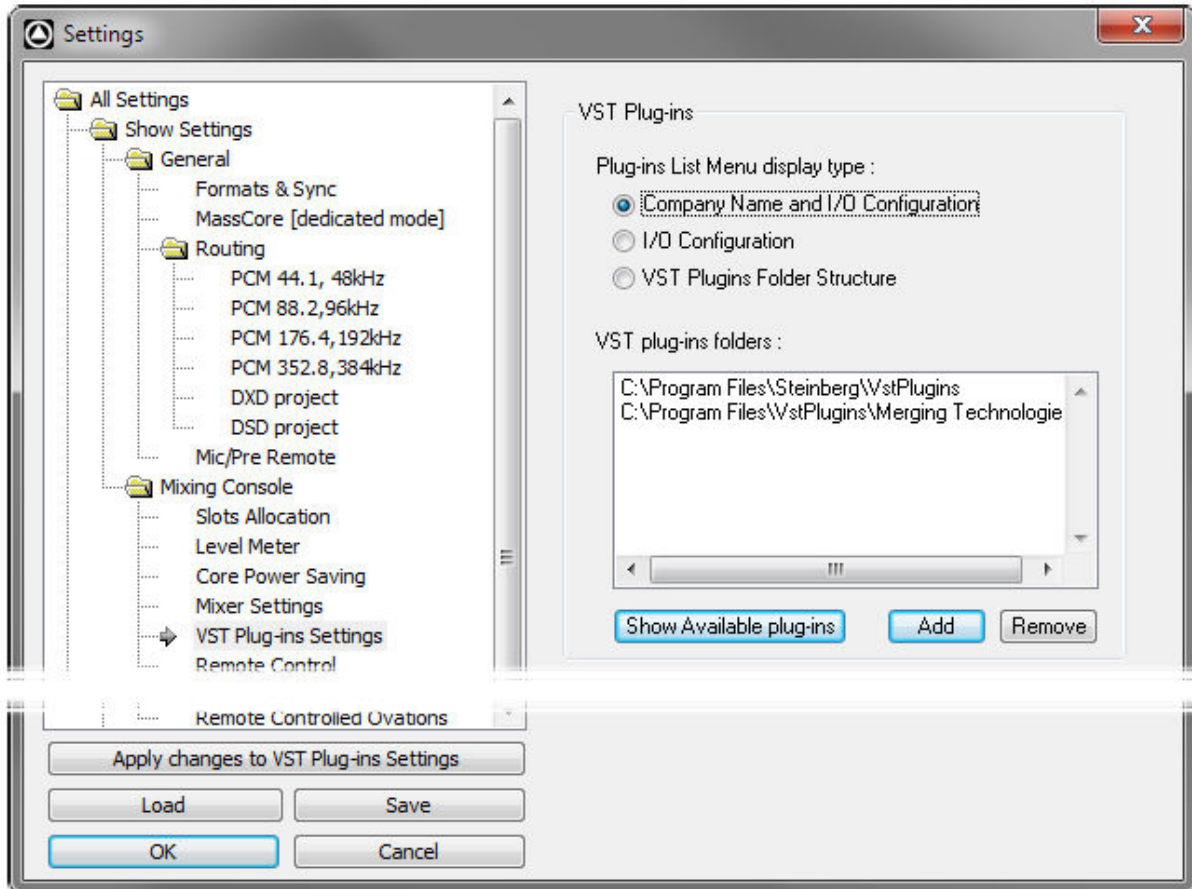 Settings
All Settings
Show Settings
General
Formats & Sync
MassCore [dedicated mode]
Routing
PCM 44.1, 48kHz
PCM 88.2,96kHz
PCM 176.4,192kHz
PCM 352.8,384kHz
DXD project
DSD project
Mic/Pre Remote
Mixing Console
Slots Allocation
Level Meter
Core Power Saving
Mixer Settings
VST Plug-ins Settings
Remote Control
Remote Controlled Ovations
Apply changes to VST Plug-ins Settings
Load
Save
OK
Cancel
VST Plug-ins
Plug-ins List Menu display type :
Company Name and I/O Configuration
I/O Configuration
VST Plugins Folder Structure
VST plug-ins folders :
C:\Program Files\Steinberg\VstPlugins
C:\Program Files\VstPlugins\Merging Technologie
Show Available plug-ins
Add
Remove